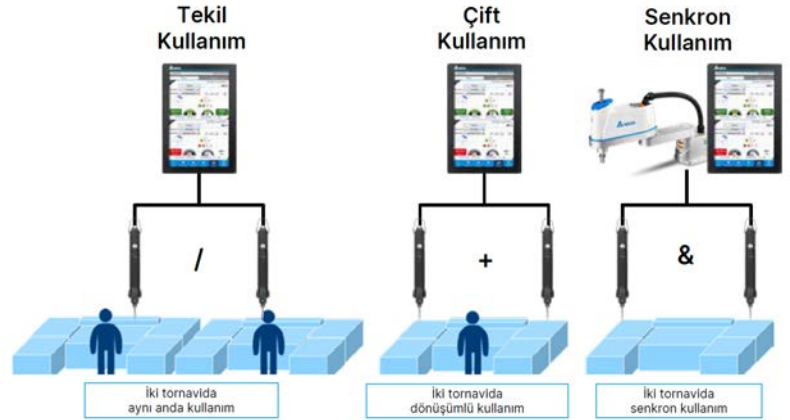 Tekil
Kullanım
Çift
Kullanım
Senkron
Kullanım
/
+
&
İki tornavida
aynı anda kullanım
İki tornavida
dönüşümlü kullanım
İki tornavida
senkron kullanım